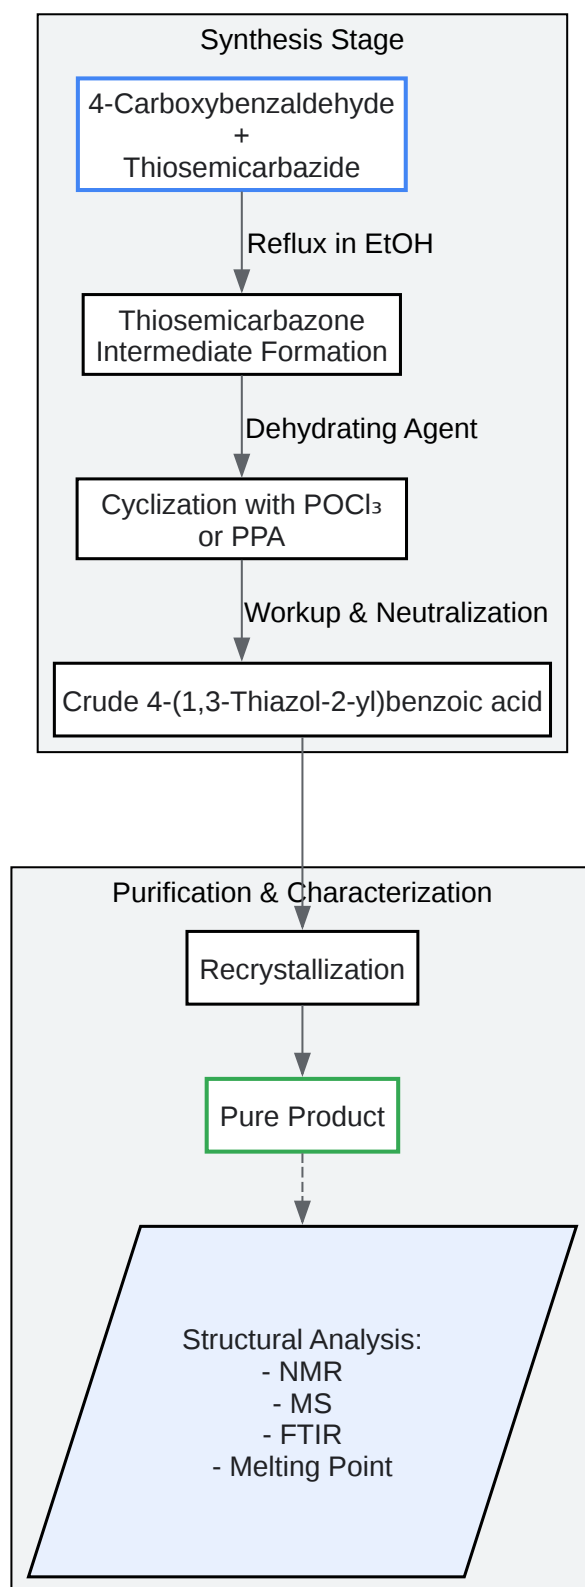 Synthesis Stage
4-Carboxybenzaldehyde
+
Thiosemicarbazide
Reflux in EtOH
Thiosemicarbazone
Intermediate Formation
Dehydrating Agent
Cyclization with POCl₃
or PPA
Workup & Neutralization
Crude 4-(1,3-Thiazol-2-yl)benzoic acid
Purification & Characterization
Recrystallization
Pure Product
Structural Analysis:
- NMR
- MS
- FTIR
- Melting Point